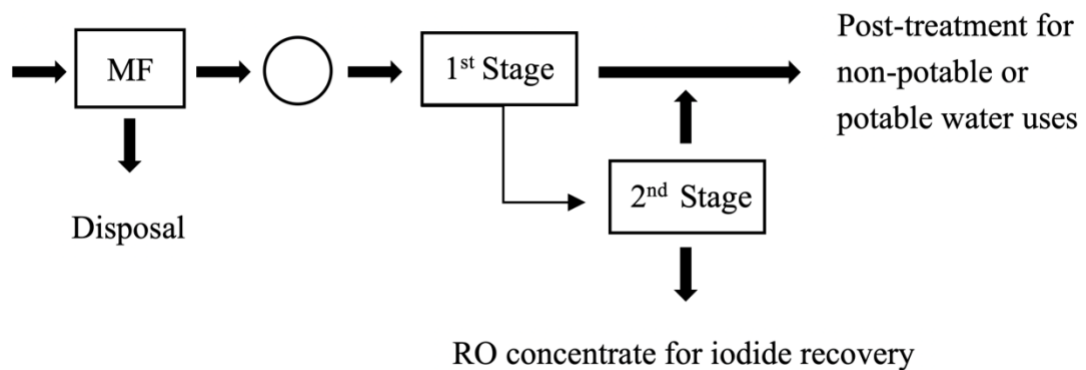 Post-treatment for
non-potable or
potable water uses
MF
1st Stage
2nd Stage
Disposal
RO concentrate for iodide recovery